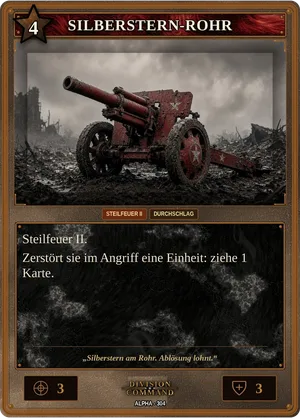 4
SILBERSTERN-ROHR
STEILFEUER II DURCHSCHLAG
Steilfeuer II.
Zerstört sie im Angriff eine Einheit: ziehe 1
Karte.
„Silberstern am Rohr. Ablösung lohnt.“
DIVISION
COMMAND
ALPHA · 304
3
3